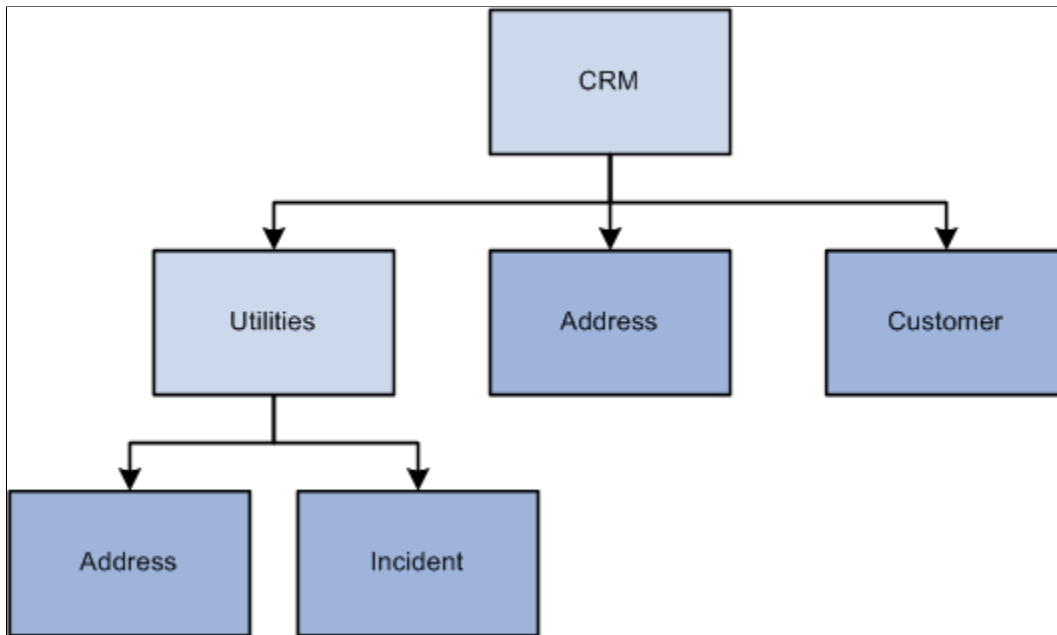 CRM
Utilities
Address
Customer
Address
Incident